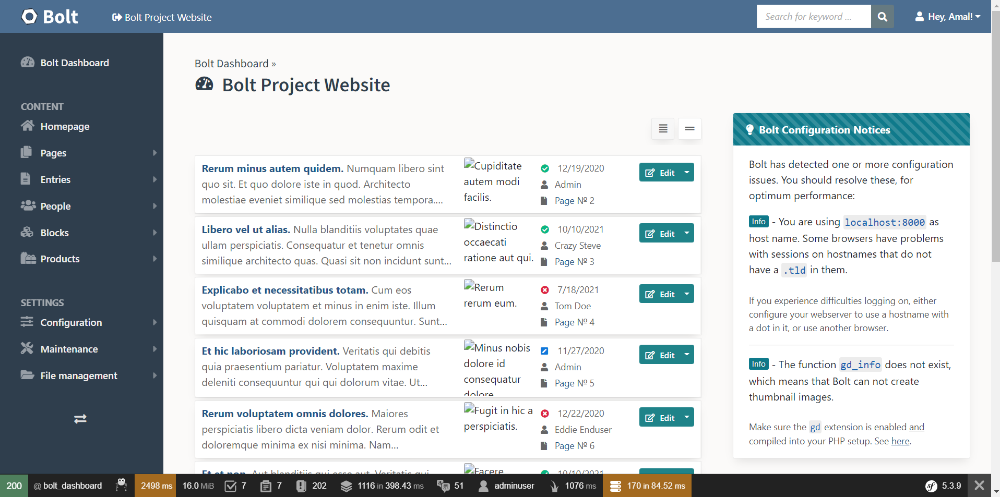 Bolt
Bolt Project Website
Search for keyword ...
Hey, Amal!
Bolt Dashboard
CONTENT
Homepage
Pages
Entries
People
Blocks
Products
SETTINGS
Configuration
Maintenance
File management
Bolt Dashboard »
Bolt Project Website
Rerum minus autem quidem. Numquam libero sint
quo sit. Et quo dolore iste in quod. Architecto
molestiae eveniet similique sed molestias tempora....
Cupiditate
autem modi
facilis.
12/19/2020
Admin
Page № 2
Edit
Libero vel ut alias. Nulla blanditiis voluptates quae
ullam perspiciatis. Consequatur et tenetur omnis
similique architecto quas. Quasi sit non incidunt sunt...
Distinctio
occaecati
ratione aut qui.
10/10/2021
Crazy Steve
Page № 3
Edit
Explicabo et necessitatibus totam. Cum eos
voluptatem voluptatem et minus in enim iste. Illum
quisquam at commodi dolorem consequuntur. Sunt...
Rerum
rerum eum.
7/18/2021
Tom Doe
Page № 4
Edit
Et hic laboriosam provident. Veritatis qui debitis
quia praesentium pariatur. Voluptatem maxime
deleniti consequuntur qui qui dolorum vitae. Ut...
Minus nobis
dolore id
consequatur
dolore
11/27/2020
Admin
Page № 5
Edit
Rerum voluptatem omnis dolores. Maiores
perspiciatis libero dicta veniam dolor. Rerum odit et
doloremque minima ex nisi minima. Nam...
Fugit in hic a
perspiciatis.
12/22/2020
Eddie Enduser
Page № 6
Edit
Et et non. Aut blanditiis qui esse aut. Veritatis qui
Facere
10/10/2021
Bolt Configuration Notices
Bolt has detected one or more configuration
issues. You should resolve these, for
optimum performance:
Info - You are using localhost:8000 as
host name. Some browsers have problems
with sessions on hostnames that do not
have a .tld in them.
If you experience difficulties logging on, either
configure your webserver to use a hostname with
a dot in it, or use another browser.
Info - The function gd_info does not exist,
which means that Bolt can not create
thumbnail images.
Make sure the gd extension is enabled and
compiled into your PHP setup. See here.
200 @ bolt_dashboard 2498 ms 16.0 MiB 7 7 202 1116 in 398.43 ms 51 adminuser 1076 ms 170 in 84.52 ms sf 5.3.9